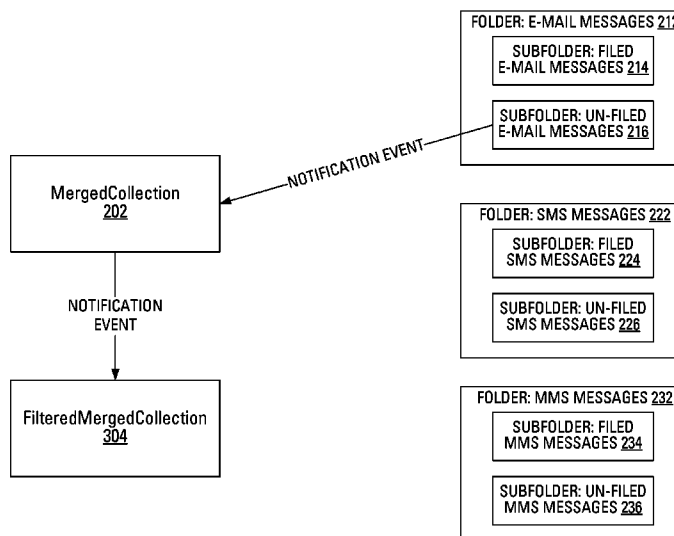 FOLDER: E-MAIL MESSAGES 212
SUBFOLDER: FILED
E-MAIL MESSAGES 214
SUBFOLDER: UN-FILED
E-MAIL MESSAGES 216
NOTIFICATION EVENT
MergedCollection
202
FOLDER: SMS MESSAGES 222
SUBFOLDER: FILED
SMS MESSAGES 224
SUBFOLDER: UN-FILED
SMS MESSAGES 226
NOTIFICATION
EVENT
FilteredMergedCollection
304
FOLDER: MMS MESSAGES 232
SUBFOLDER: FILED
MMS MESSAGES 234
SUBFOLDER: UN-FILED
MMS MESSAGES 236